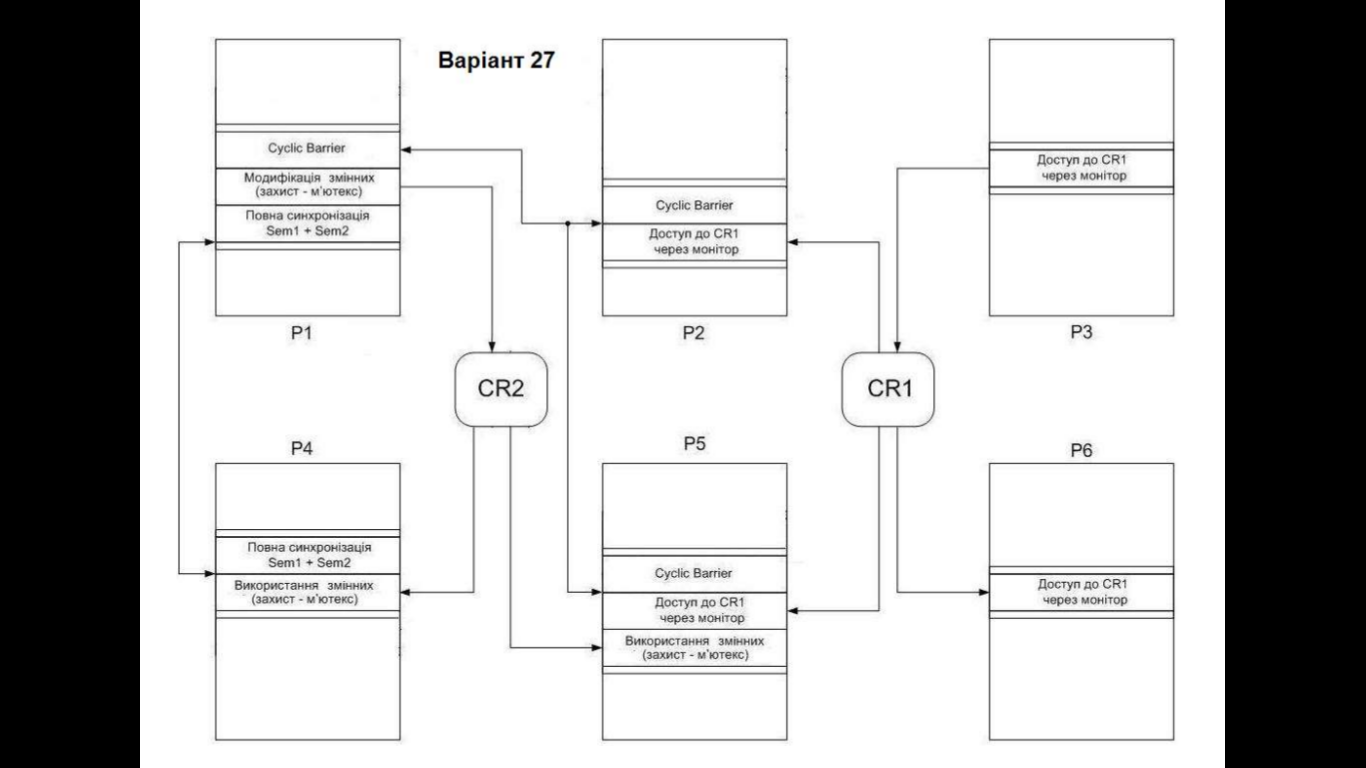 Варіант 27
Cyclic Barrier
Модифікація змінних
(захист - м'ютекс)
Повна синхронізація
Sem1 + Sem2
P1
Cyclic Barrier
Доступ до CR1
через монітор
P2
Доступ до CR1
через монітор
P3
CR2
CR1
P4
Повна синхронізація
Sem1 + Sem2
Використання змінних
(захист - м'ютекс)
P5
Cyclic Barrier
Доступ до CR1
через монітор
Використання змінних
(захист - м'ютекс)
P6
Доступ до CR1
через монітор